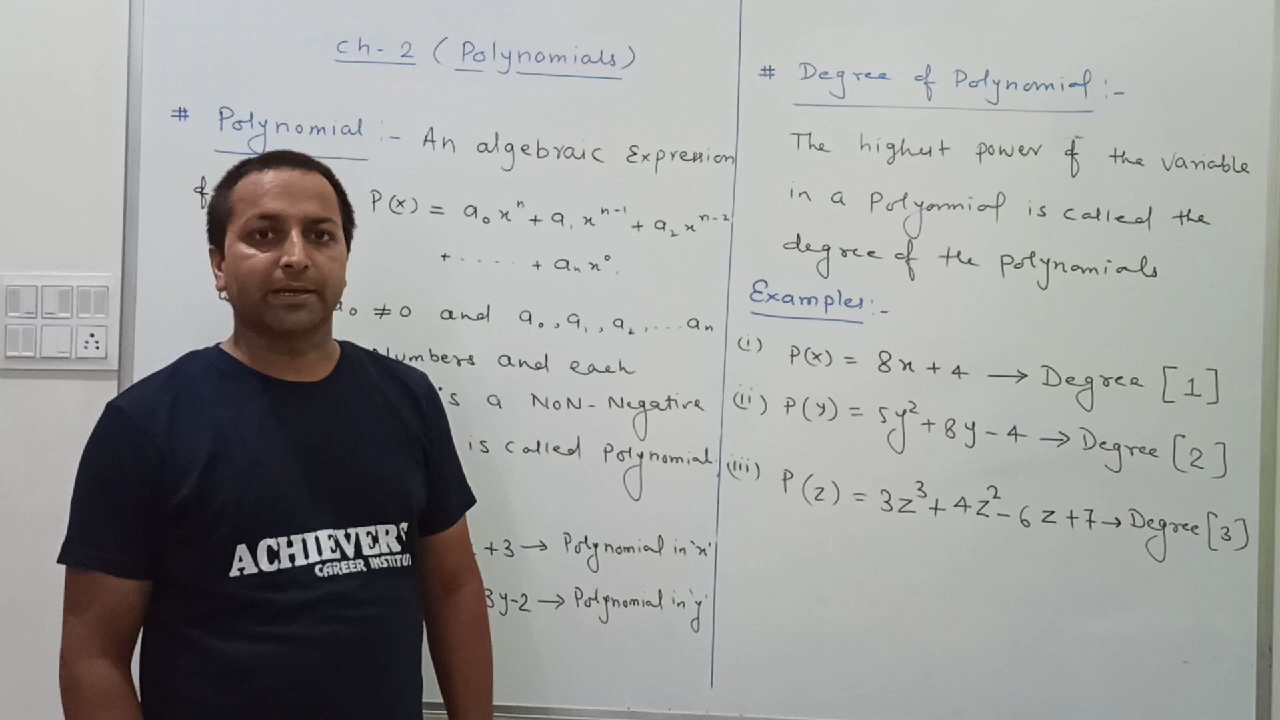 Ch-2 (Polynomials)
# Polynomial :- An algebraic Expression
P(x) = a₀xⁿ + a₁xⁿ⁻¹ + a₂xⁿ⁻²
+ ..... + aₙx⁰.
a₀ ≠ 0 and a₀, a₁, a₂, ... aₙ
Numbers and each
is a NoN-Negative
is called Polynomial.
+3 → Polynomial in 'x'
3y-2 → Polynomial in 'y'
# Degree of Polynomial :-
The highest power of the variable
in a Polyomial is called the
degree of the polynomials
Examples :-
(i) P(x) = 8x + 4 → Degree [1]
(ii) P(y) = 5y² + 8y - 4 → Degree [2]
(iii) P(z) = 3z³ + 4z² - 6z + 7 → Degree [3]
ACHIEVER'S
CAREER INSTITU